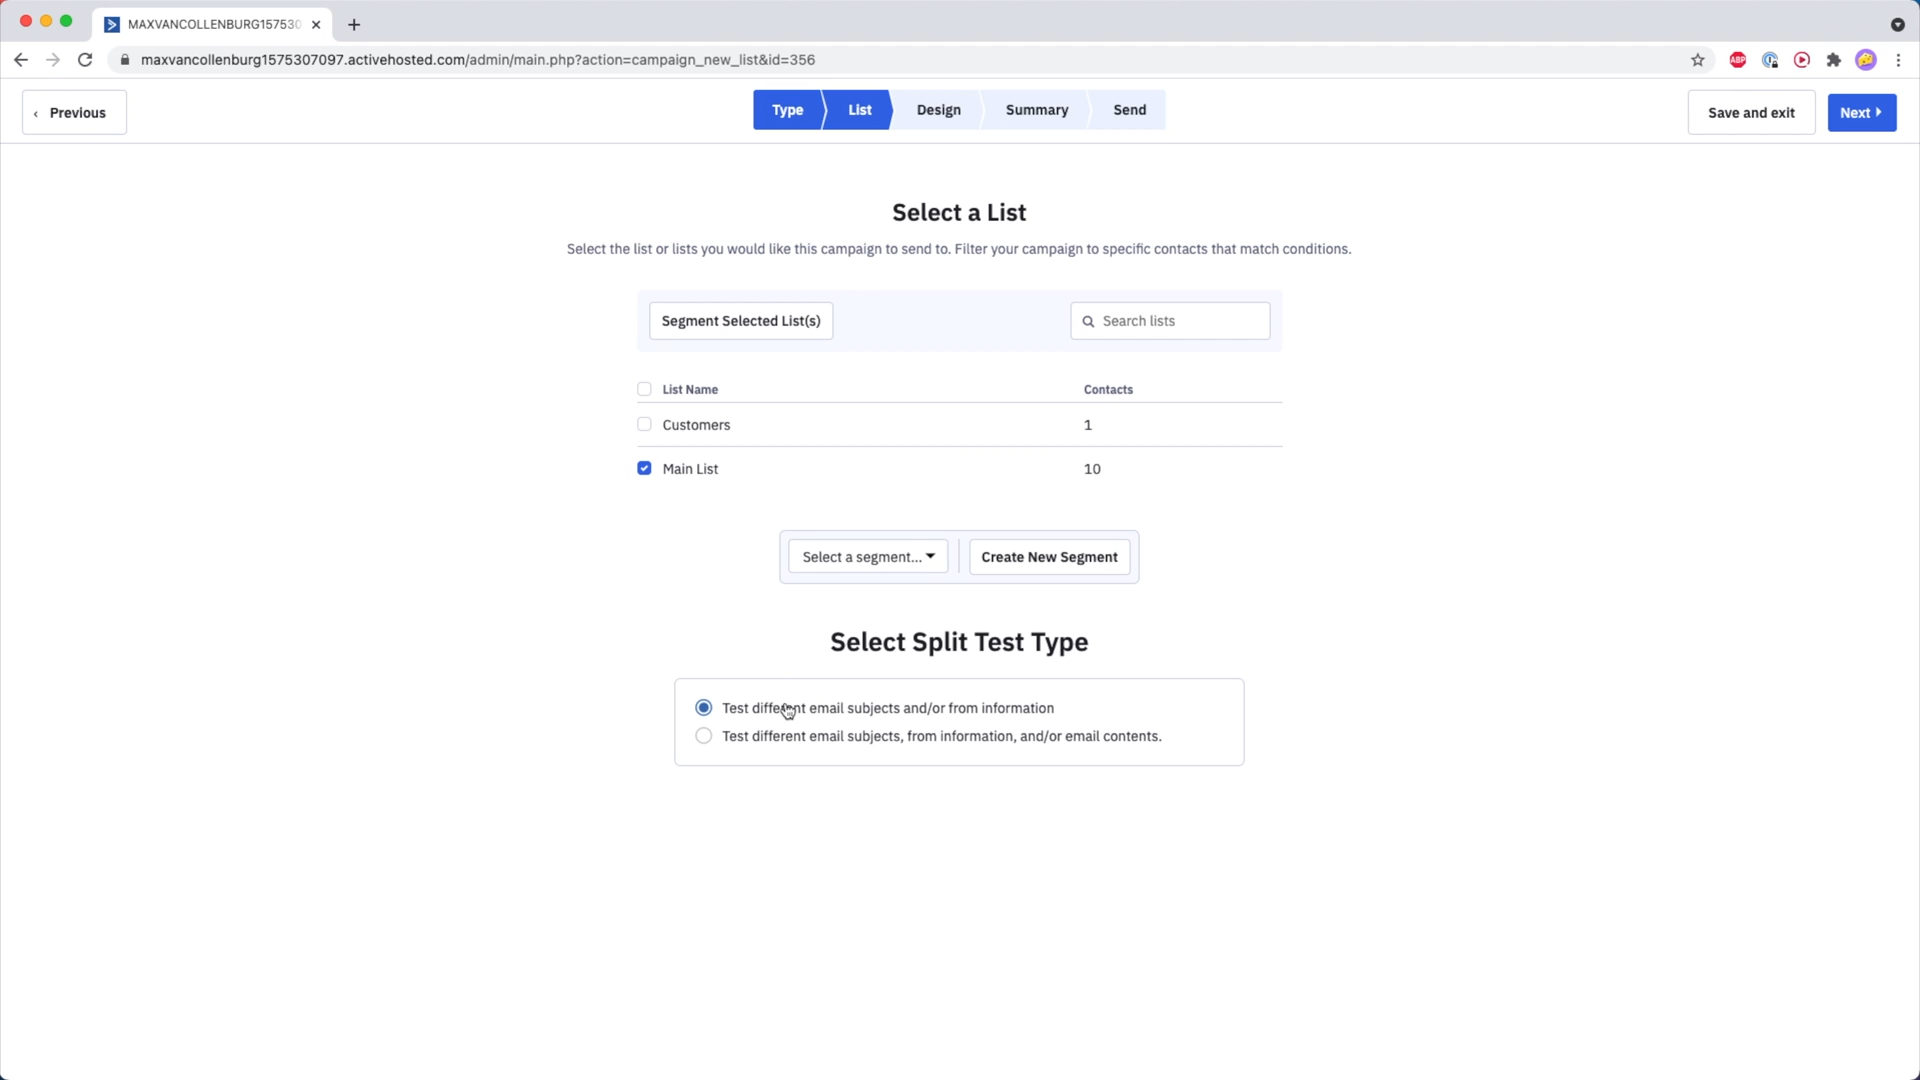 MAXVANCOLLENBURG157530
maxvancollenburg1575307097.activehosted.com/admin/main.php?action=campaign_new_list&id=356
ABP
Previous
Type
List
Design
Summary
Send
Save and exit
Next
Select a List
Select the list or lists you would like this campaign to send to. Filter your campaign to specific contacts that match conditions.
Segment Selected List(s)
Search lists
List Name Contacts
Customers 1
Main List 10
Select a segment...
Create New Segment
Select Split Test Type
Test different email subjects and/or from information
Test different email subjects, from information, and/or email contents.